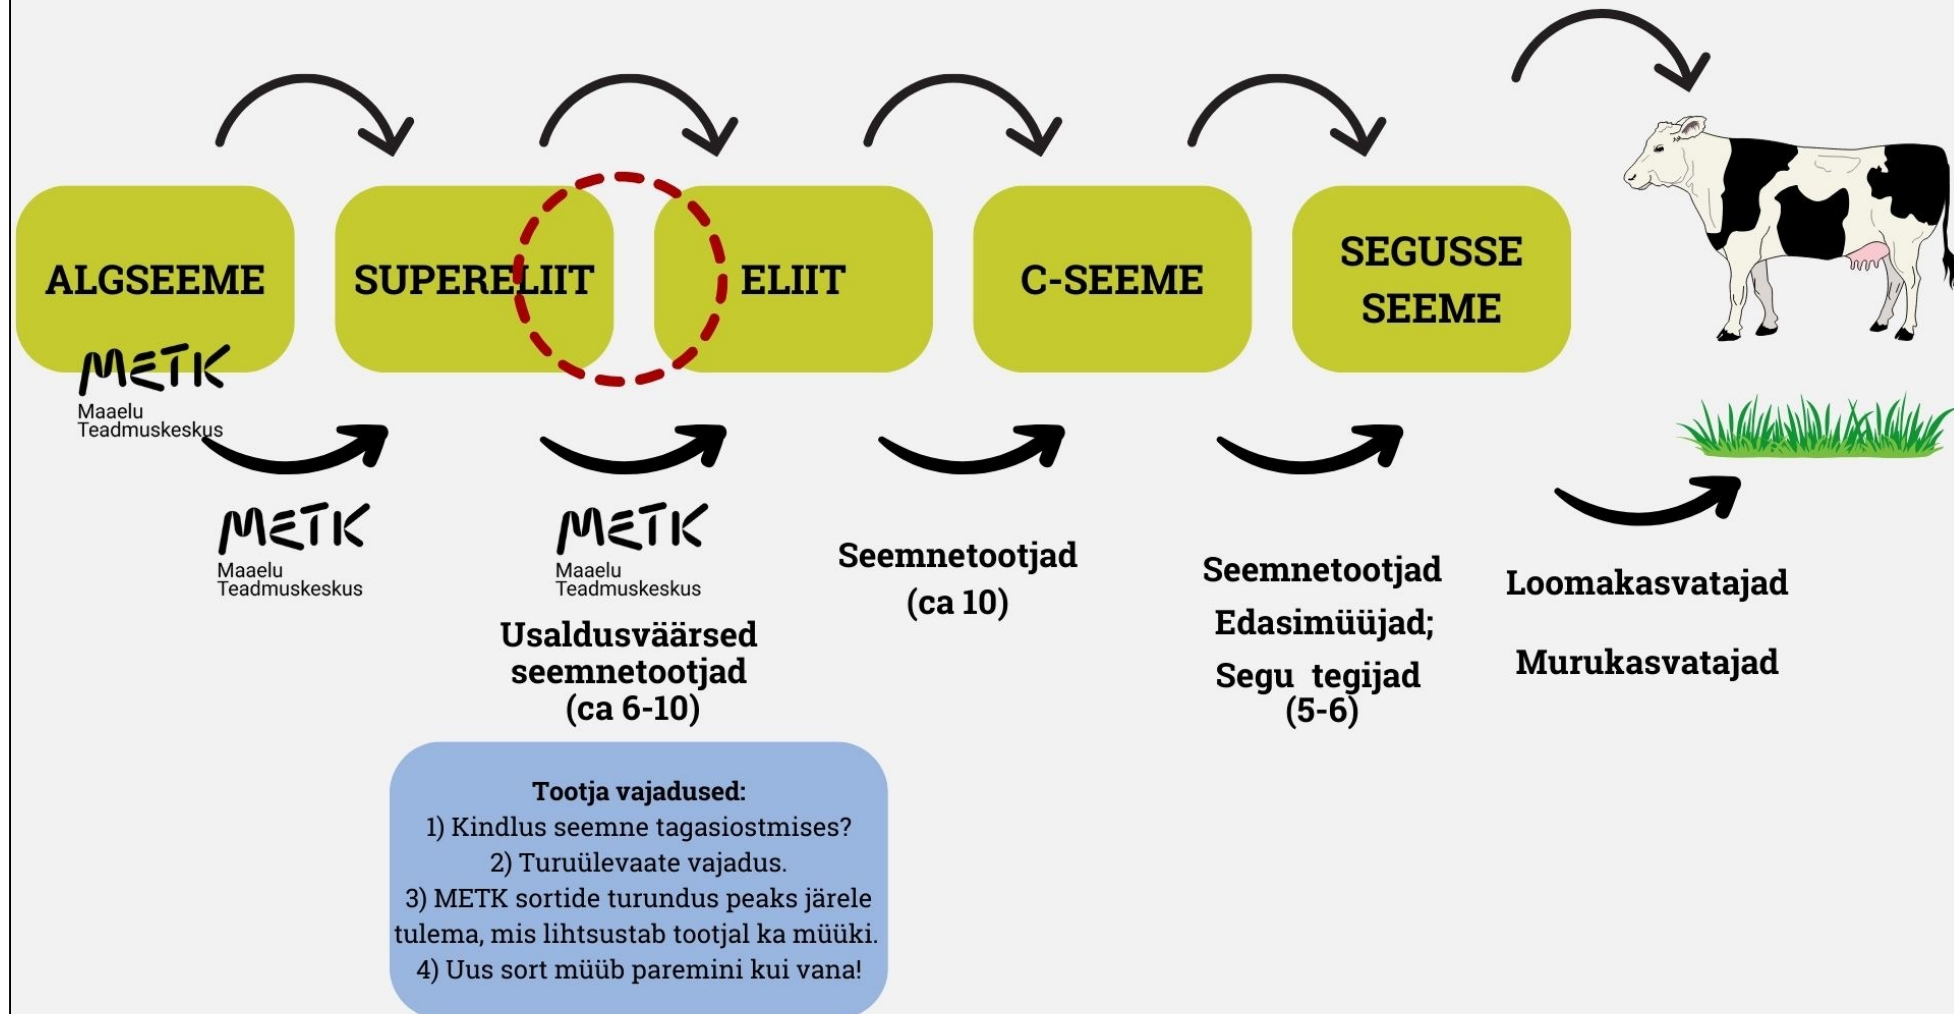 ALGSEEME
SUPERELIIT
ELIIT
C-SEEME
SEGUSSE
SEEME
METK
Maaelu
Teadmuskeskus
METK
Maaelu
Teadmuskeskus
METK
Maaelu
Teadmuskeskus
Usaldusväärsed
seemnetootjad
(ca 6-10)
Seemnetootjad
(ca 10)
Seemnetootjad
Edasimüüjad;
Segu tegijad
(5-6)
Loomakasvatajad
Murukasvatajad
Tootja vajadused:
1) Kindlus seemne tagasiostmises?
2) Turuülevaate vajadus.
3) METK sortide turundus peaks järele
tulema, mis lihtsustab tootjal ka müüki.
4) Uus sort müüb paremini kui vana!